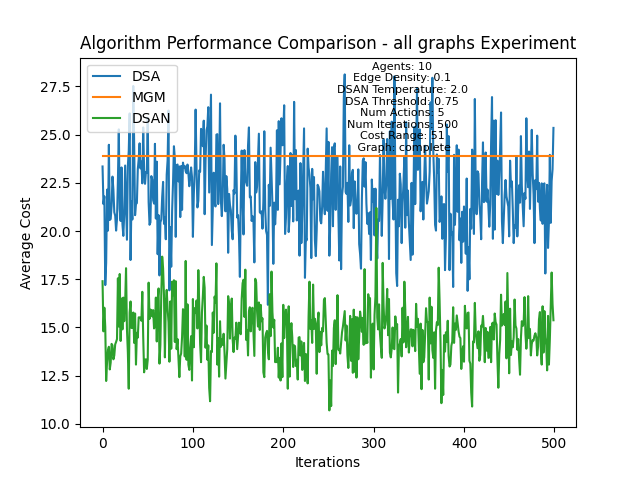 Algorithm Performance Comparison - all graphs Experiment
DSA
MGM
DSAN
Agents: 10
Edge Density: 0.1
DSAN Temperature: 2.0
DSA Threshold: 0.75
Num Actions: 5
Num Iterations: 500
Cost Range: 51
Graph: complete
Average Cost
27.5
25.0
22.5
20.0
17.5
15.0
12.5
10.0
0
100
200
300
400
500
Iterations